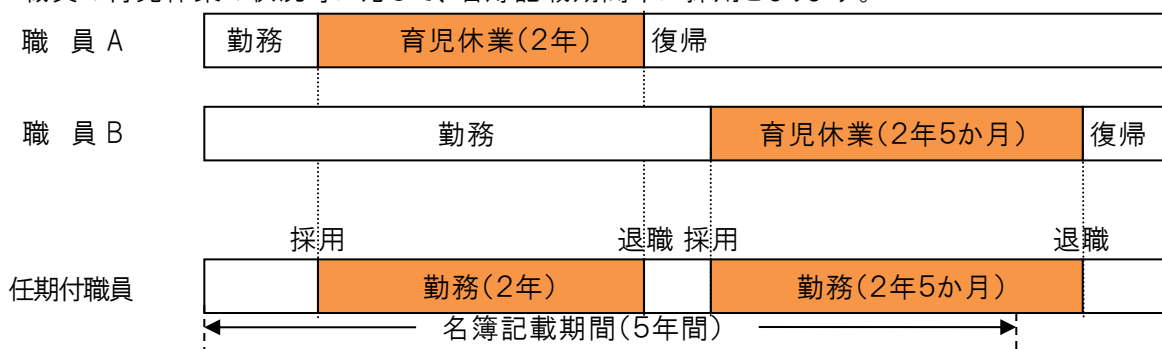 職 員 A
勤務
育児休業(2年)
復帰
職 員 B
勤務
育児休業(2年5か月)
復帰
採用
退職
採用
退職
任期付職員
勤務(2年)
勤務(2年5か月)
名簿記載期間(5年間)